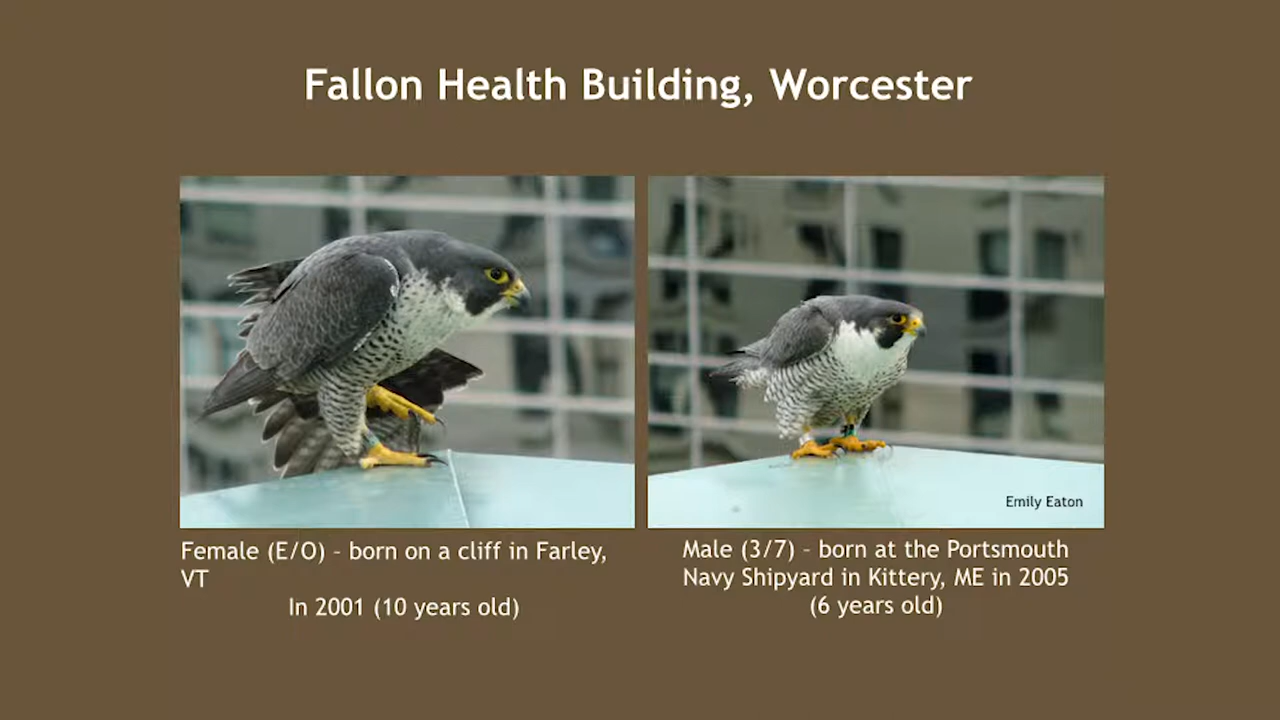 Fallon Health Building, Worcester
Emily Eaton
Female (E/O) - born on a cliff in Farley,
VT
In 2001 (10 years old)
Male (3/7) - born at the Portsmouth
Navy Shipyard in Kittery, ME in 2005
(6 years old)